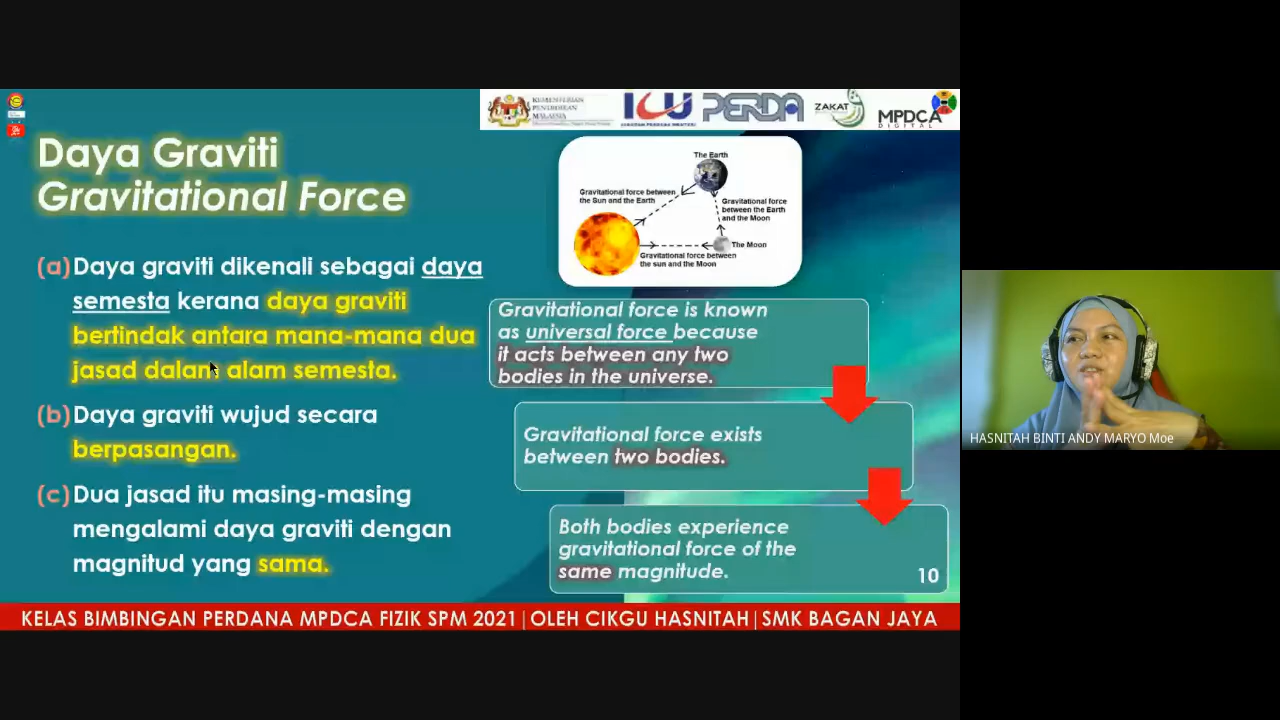 KEMENTERIAN
PENDIDIKAN
MALAYSIA
ICU
PERDA
ZAKAT
MPDCA
DIGITAL
Daya Graviti
Gravitational Force
The Earth
Gravitational force between
the Sun and the Earth
Gravitational force
between the Earth
and the Moon
The Moon
Gravitational force between
the sun and the Moon
(a) Daya graviti dikenali sebagai daya
semesta kerana daya graviti
bertindak antara mana-mana dua
jasad dalam alam semesta.
(b) Daya graviti wujud secara
berpasangan.
(c) Dua jasad itu masing-masing
mengalami daya graviti dengan
magnitud yang sama.
Gravitational force is known
as universal force because
it acts between any two
bodies in the universe.
Gravitational force exists
between two bodies.
Both bodies experience
gravitational force of the
same magnitude.
10
KELAS BIMBINGAN PERDANA MPDCA FIZIK SPM 2021|OLEH CIKGU HASNITAH|SMK BAGAN JAYA
HASNITAH BINTI ANDY MARYO Moe